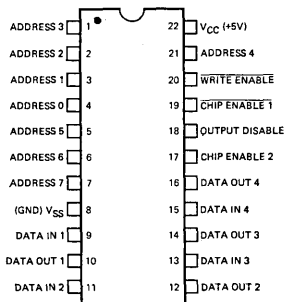 ADDRESS 3 1 22 VCC (+5V)
ADDRESS 2 2 21 ADDRESS 4
ADDRESS 1 3 20 WRITE ENABLE
ADDRESS 0 4 19 CHIP ENABLE 1
ADDRESS 5 5 18 OUTPUT DISABLE
ADDRESS 6 6 17 CHIP ENABLE 2
ADDRESS 7 7 16 DATA OUT 4
(GND) VSS 8 15 DATA IN 4
DATA IN 1 9 14 DATA OUT 3
DATA OUT 1 10 13 DATA IN 3
DATA IN 2 11 12 DATA OUT 2